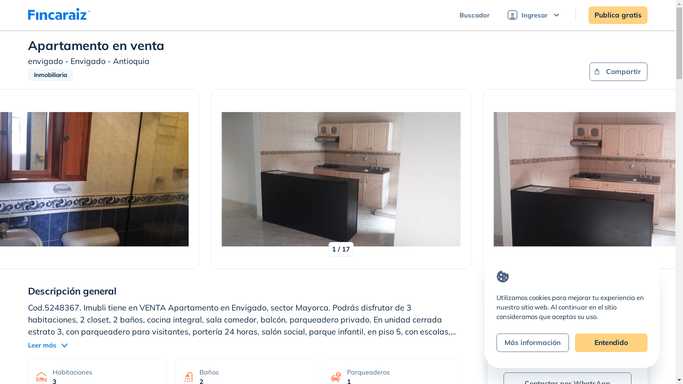 Fincaraíz
Buscador
Ingresar
Publica gratis
Apartamento en venta
envigado - Envigado - Antioquia
Inmobiliaria
Compartir
1 / 17
Descripción general
Cod.5248367. Imubli tiene en VENTA Apartamento en Envigado, sector Mayorca. Podrás disfrutar de 3
habitaciones, 2 closet, 2 baños, cocina integral, sala comedor, balcón, parqueadero privado. En unidad cerrada
estrato 3, con parqueadero para visitantes, portería 24 horas, salón social, parque infantil, en piso 5, con escalas,...
Leer más
Habitaciones
3
Baños
2
Parqueaderos
1
Utilizamos cookies para mejorar tu experiencia en
nuestro sitio web. Al continuar en el sitio
consideramos que aceptas su uso.
Más información
Entendido
Contactar por WhatsApp